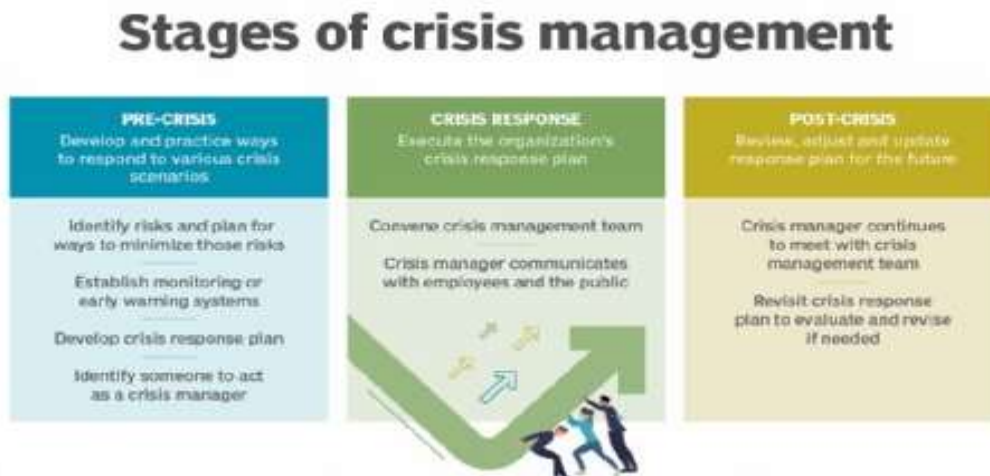 Stages of crisis management
PRE-CRISIS
Develop and practice ways
to respond to various crisis
scenarios
Identify risks and plan for
ways to minimize those risks
Establish monitoring or
early warning systems
Develop crisis response plan
Identify someone to act
as a crisis manager
CRISIS RESPONSE
Execute the organization's
crisis response plan
Convene crisis management team
Crisis manager communicates
with employees and the public
POST-CRISIS
Review, adjust and update
response plan for the future
Crisis manager continues
to meet with crisis
management team
Revisit crisis response
plan to evaluate and revise
if needed